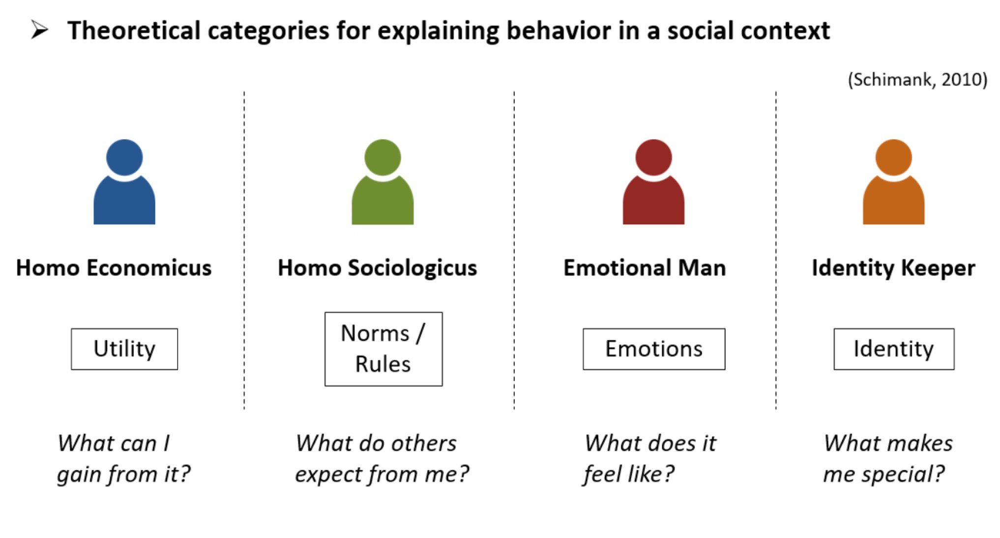 ➢ Theoretical categories for explaining behavior in a social context
(Schimank, 2010)
Homo Economicus
Utility
What can I
gain from it?
Homo Sociologicus
Norms /
Rules
What do others
expect from me?
Emotional Man
Emotions
What does it
feel like?
Identity Keeper
Identity
What makes
me special?